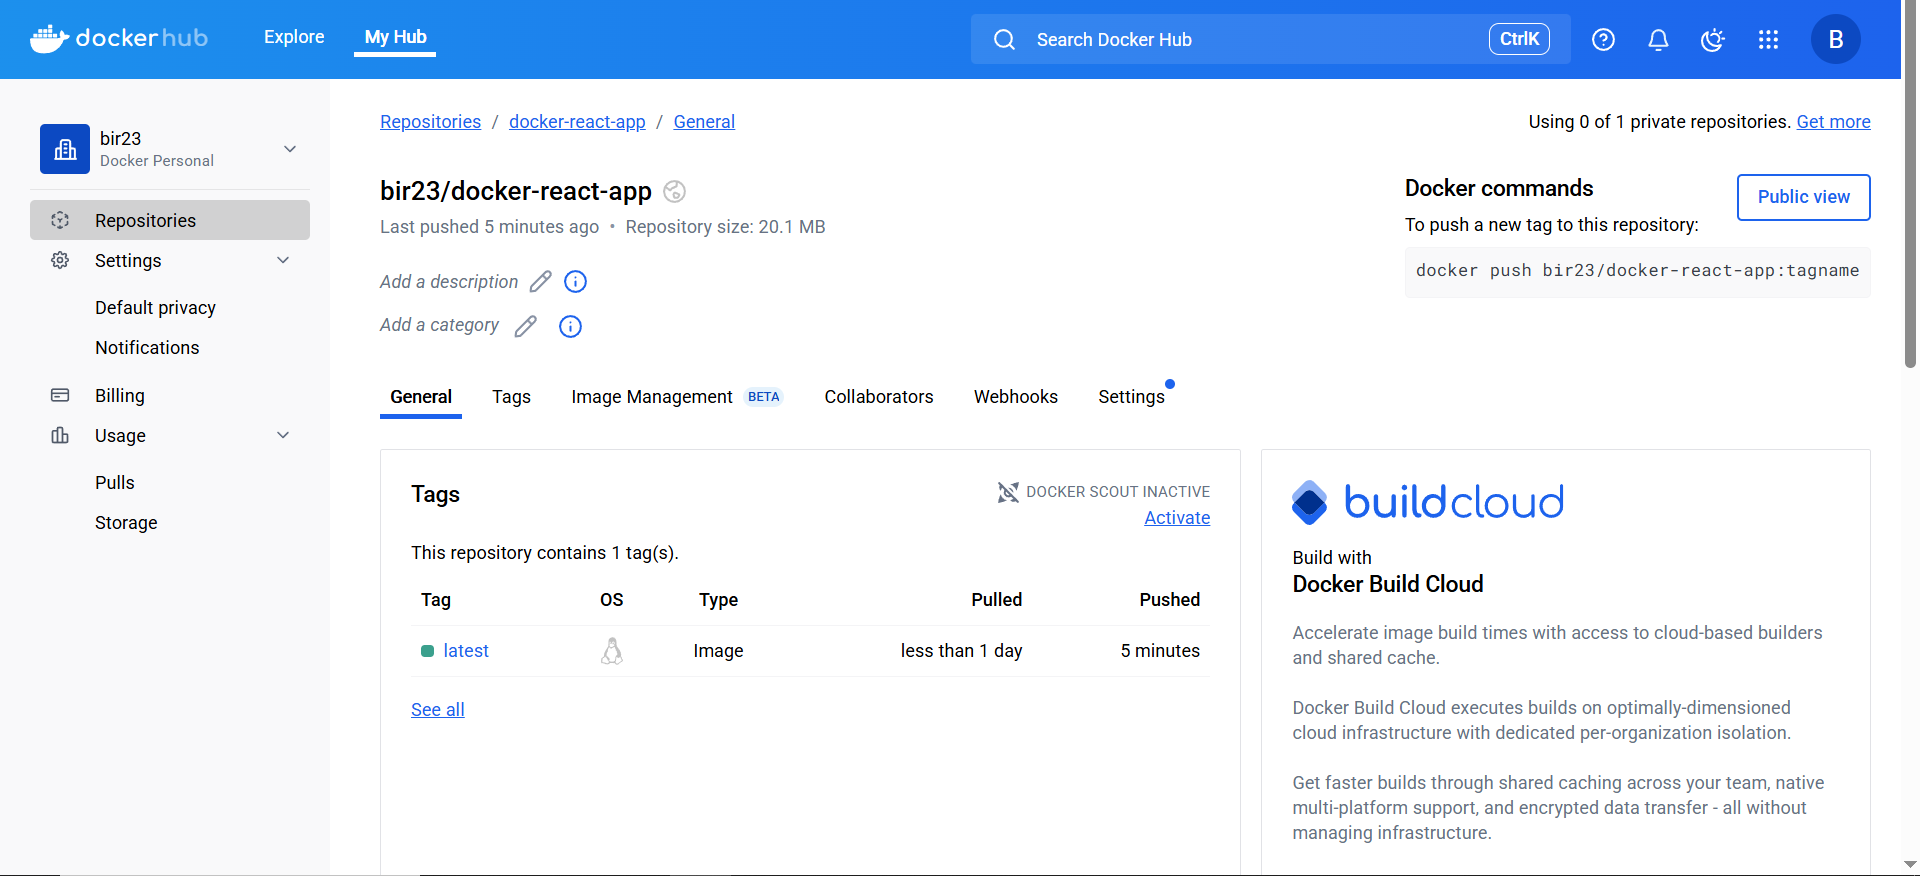 dockerhub
Explore
My Hub
Search Docker Hub
CtrlK
B
bir23
Docker Personal
Repositories
Settings
Default privacy
Notifications
Billing
Usage
Pulls
Storage
Repositories / docker-react-app / General
Using 0 of 1 private repositories. Get more
bir23/docker-react-app
Last pushed 5 minutes ago • Repository size: 20.1 MB
Add a description
Add a category
Docker commands
Public view
To push a new tag to this repository:
docker push bir23/docker-react-app:tagname
General
Tags
Image Management BETA
Collaborators
Webhooks
Settings
Tags
DOCKER SCOUT INACTIVE
Activate
This repository contains 1 tag(s).
Tag OS Type Pulled Pushed
latest Image less than 1 day 5 minutes
See all
buildcloud
Build with
Docker Build Cloud
Accelerate image build times with access to cloud-based builders
and shared cache.
Docker Build Cloud executes builds on optimally-dimensioned
cloud infrastructure with dedicated per-organization isolation.
Get faster builds through shared caching across your team, native
multi-platform support, and encrypted data transfer - all without
managing infrastructure.